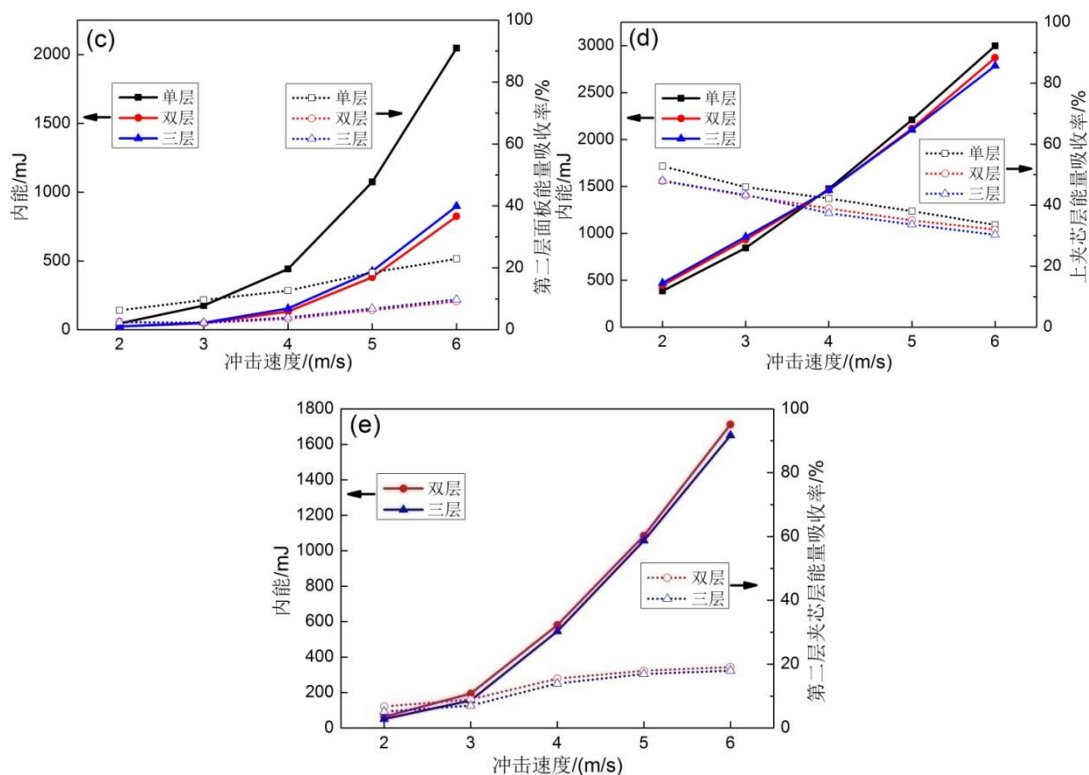 (c)
2000
1500
1000
500
0
内能/mJ
单层
双层
三层
单层
双层
三层
100
80
60
40
20
0
第二层面板能量吸收率/%
2 3 4 5 6
冲击速度/(m/s)
(d)
3000
2500
2000
1500
1000
500
0
内能/mJ
单层
双层
三层
单层
双层
三层
100
80
60
40
20
0
上夹芯层能量吸收率/%
2 3 4 5 6
冲击速度/(m/s)
(e)
1800
1600
1400
1200
1000
800
600
400
200
0
内能/mJ
双层
三层
双层
三层
100
80
60
40
20
0
第二层夹芯层能量吸收率/%
2 3 4 5 6
冲击速度/(m/s)